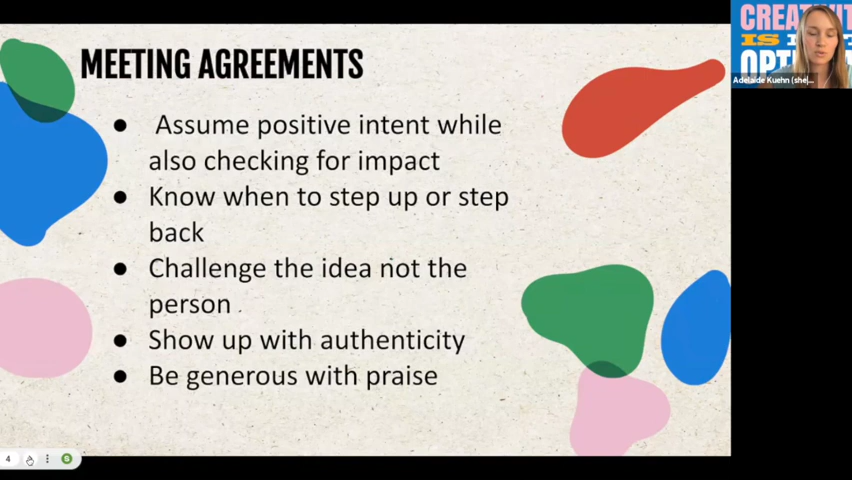 MEETING AGREEMENTS
● Assume positive intent while
also checking for impact
● Know when to step up or step
back
● Challenge the idea not the
person
● Show up with authenticity
● Be generous with praise
CREATIVIT
IS
OPTI
Adelaide Kuehn (she|...
4
S